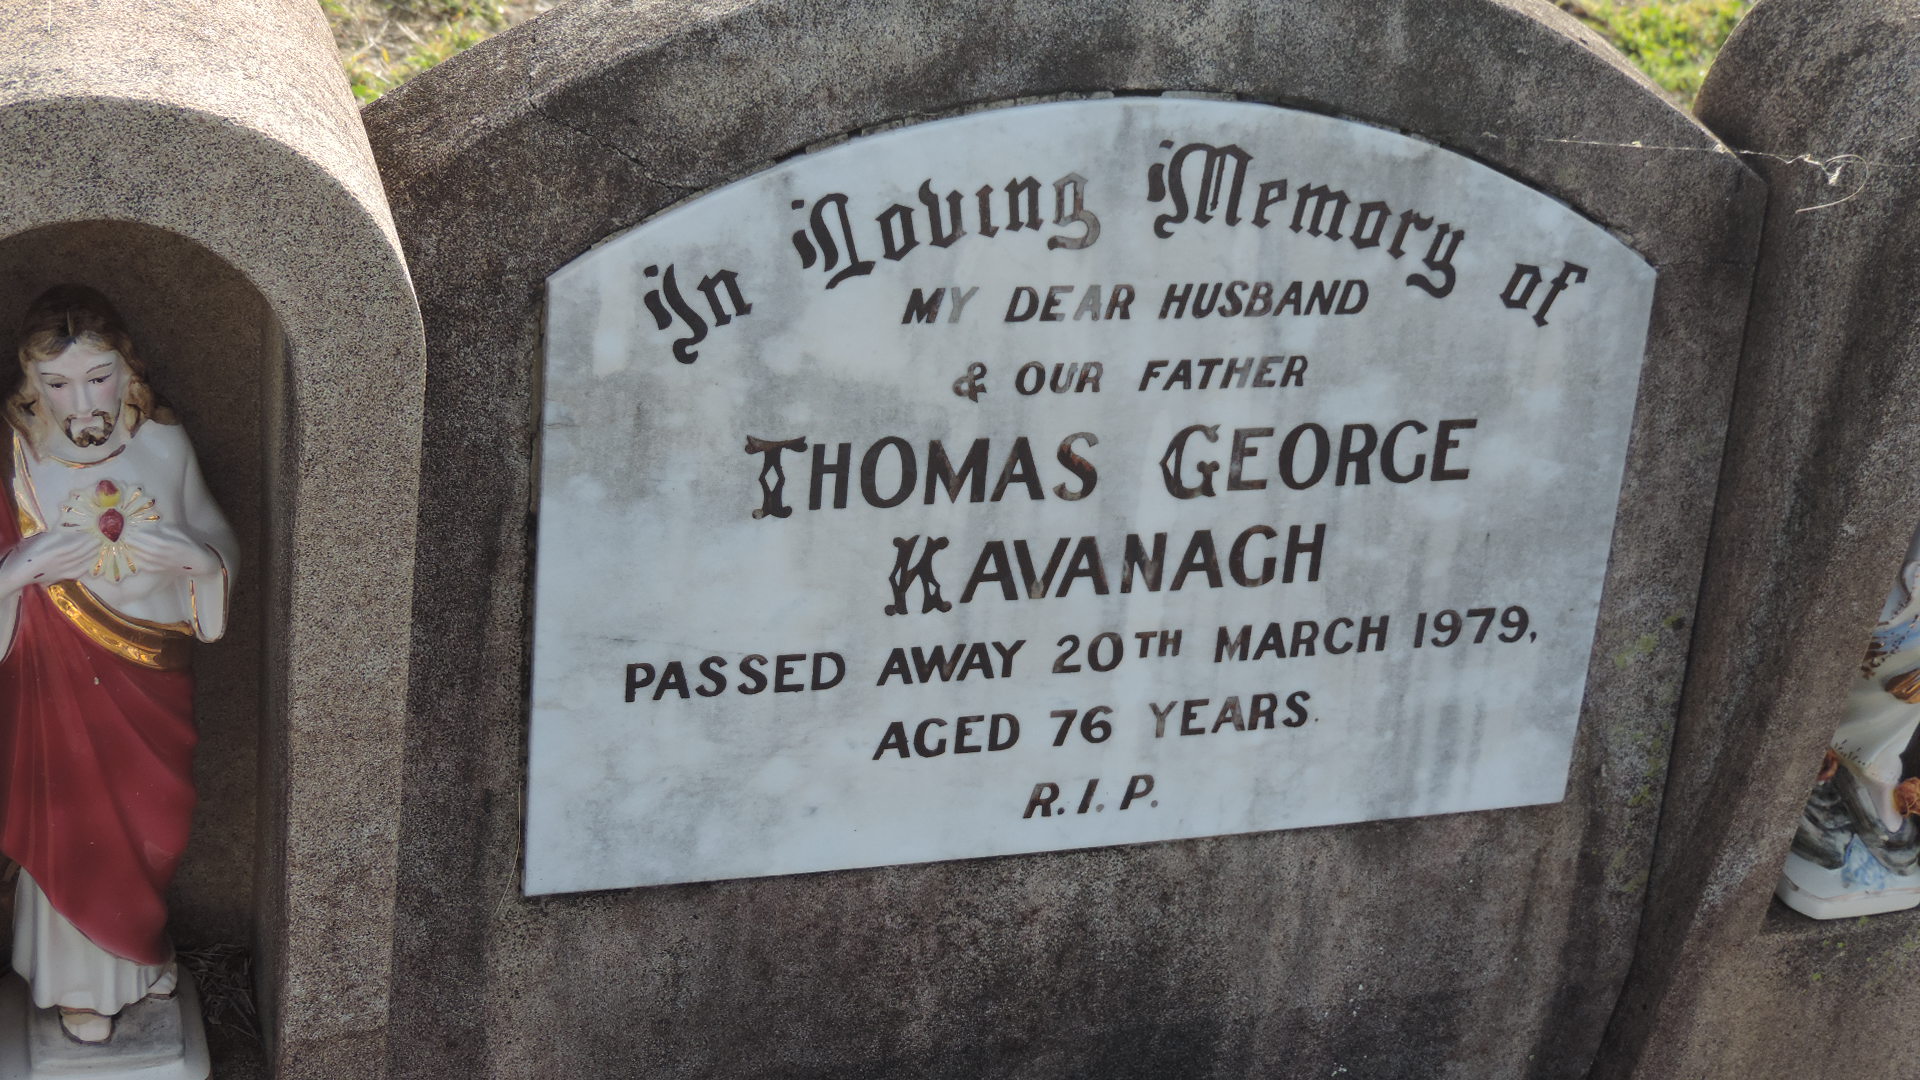 In Loving Memory of
MY DEAR HUSBAND
& OUR FATHER
THOMAS GEORGE
KAVANAGH
PASSED AWAY 20TH MARCH 1979,
AGED 76 YEARS.
R.I.P.